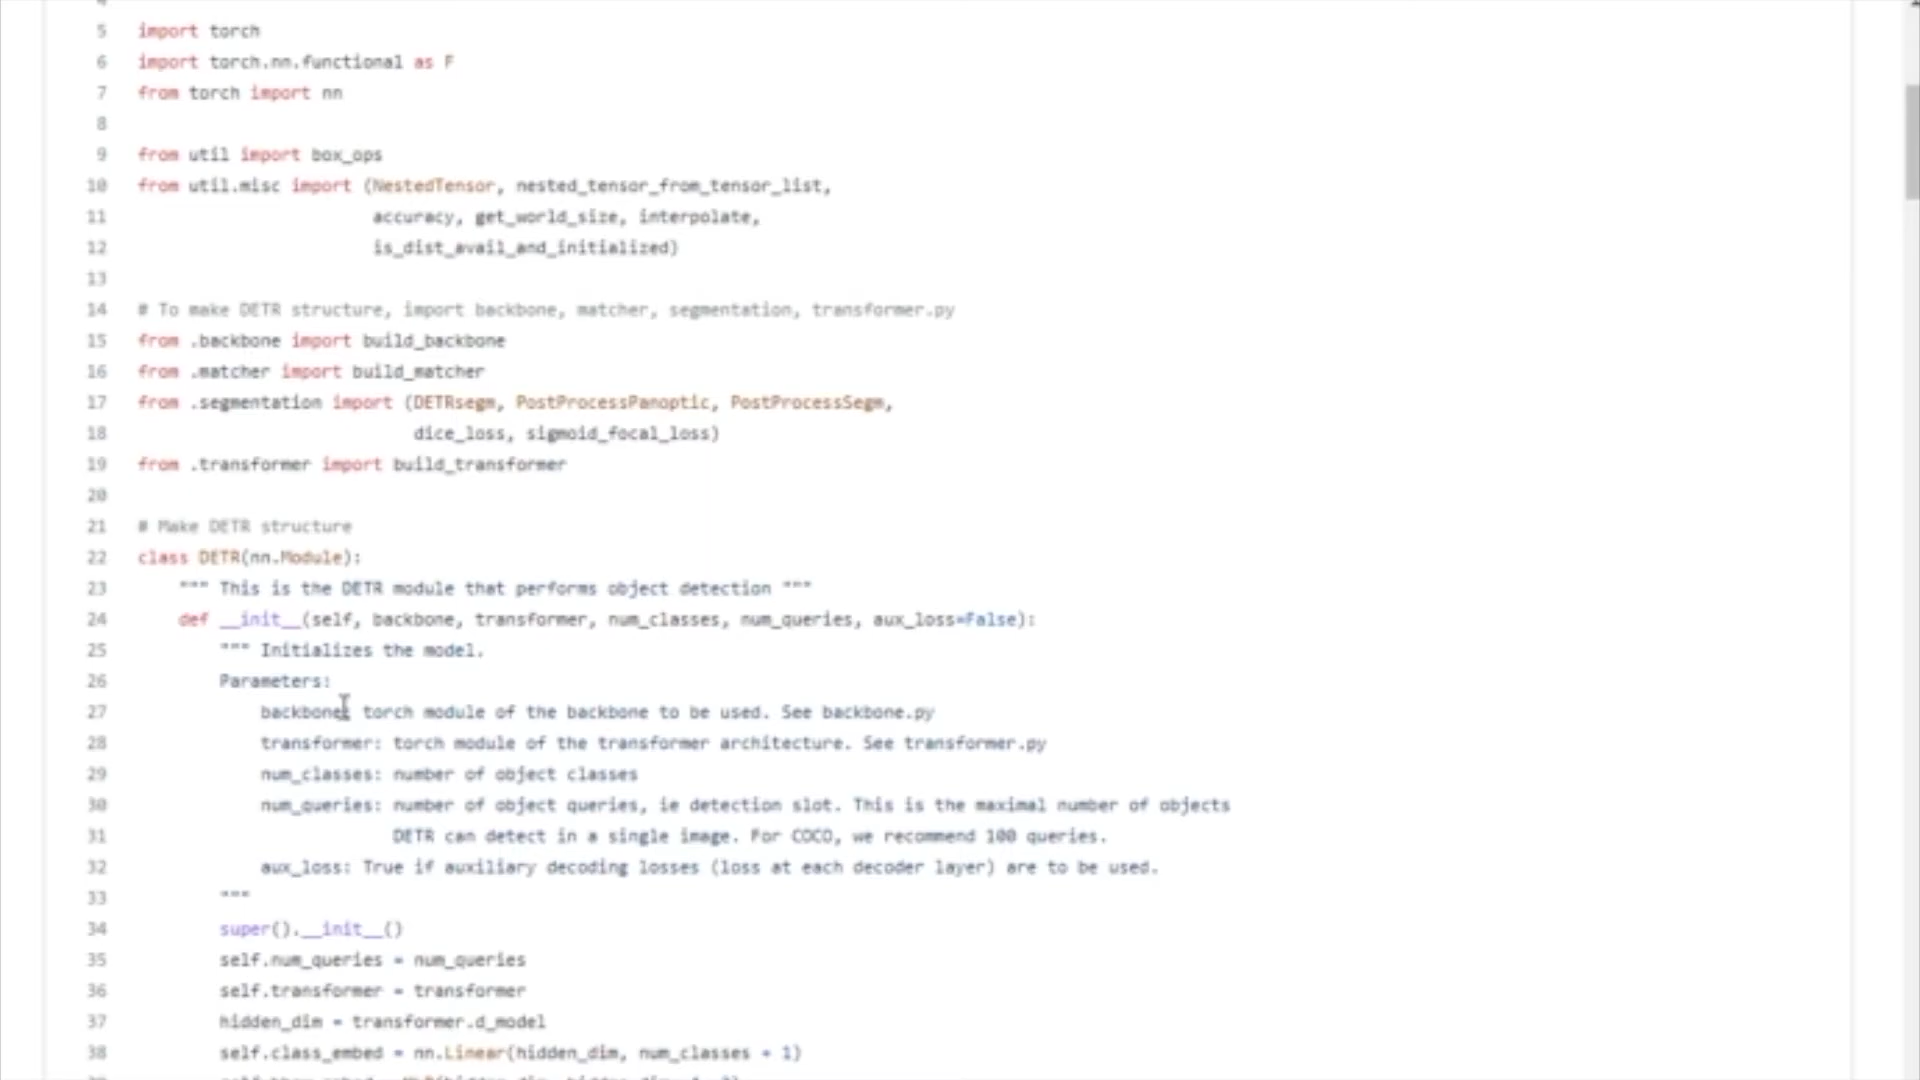 5 import torch
6 import torch.nn.functional as F
7 from torch import nn
8
9 from util import box_ops
10 from util.misc import (NestedTensor, nested_tensor_from_tensor_list,
11 accuracy, get_world_size, interpolate,
12 is_dist_avail_and_initialized)
13
14 # To make DETR structure, import backbone, matcher, segmentation, transformer.py
15 from .backbone import build_backbone
16 from .matcher import build_matcher
17 from .segmentation import (DETRsegm, PostProcessPanoptic, PostProcessSegm,
18 dice_loss, sigmoid_focal_loss)
19 from .transformer import build_transformer
20
21 # Make DETR structure
22 class DETR(nn.Module):
23 """ This is the DETR module that performs object detection """
24 def __init__(self, backbone, transformer, num_classes, num_queries, aux_loss=False):
25 """ Initializes the model.
26 Parameters:
27 backbone: torch module of the backbone to be used. See backbone.py
28 transformer: torch module of the transformer architecture. See transformer.py
29 num_classes: number of object classes
30 num_queries: number of object queries, ie detection slot. This is the maximal number of objects
31 DETR can detect in a single image. For COCO, we recommend 100 queries.
32 aux_loss: True if auxiliary decoding losses (loss at each decoder layer) are to be used.
33 """
34 super().__init__()
35 self.num_queries = num_queries
36 self.transformer = transformer
37 hidden_dim = transformer.d_model
38 self.class_embed = nn.Linear(hidden_dim, num_classes + 1)